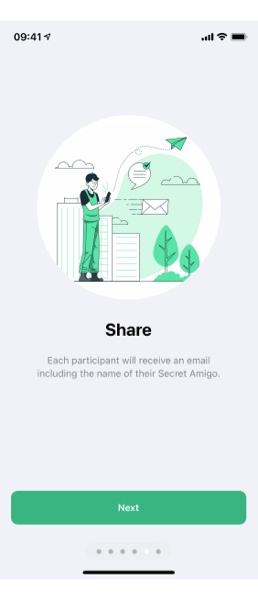 09:41
Share
Each participant will receive an email
including the name of their Secret Amigo.
Next